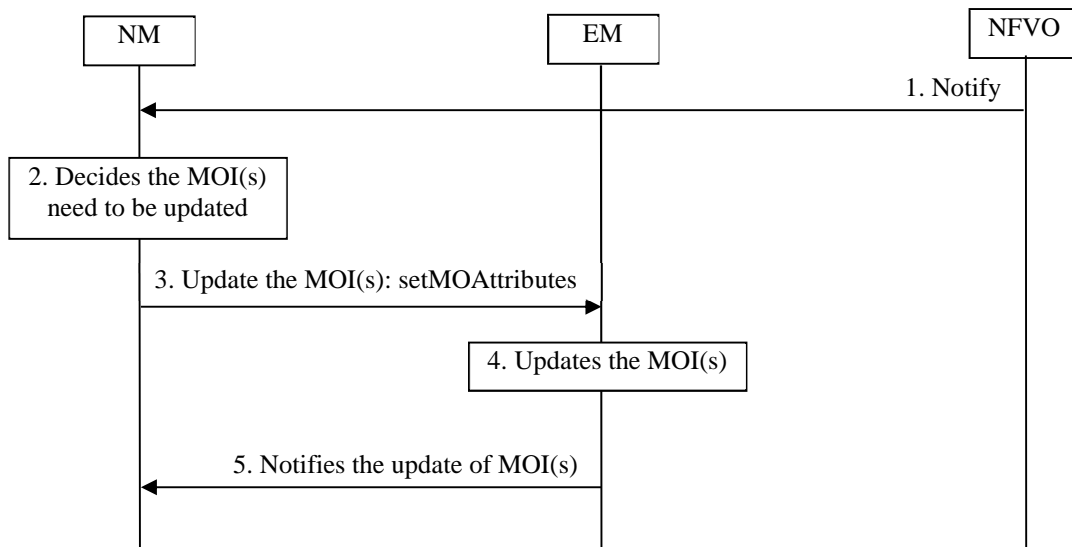 NM
EM
NFVO
1. Notify
2. Decides the MOI(s)
need to be updated
3. Update the MOI(s): setMOAttributes
4. Updates the MOI(s)
5. Notifies the update of MOI(s)